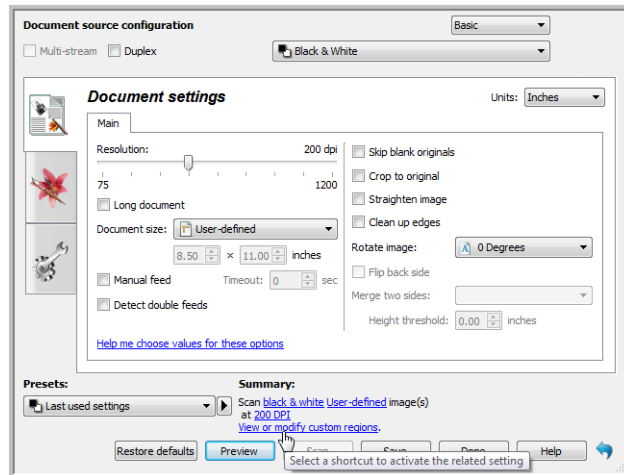 Document source configuration
Basic
Multi-stream Duplex
Black & White
Document settings
Units: Inches
Main
Resolution: 200 dpi
75 1200
Long document
Document size: User-defined
8.50 × 11.00 inches
Manual feed Timeout: 0 sec
Detect double feeds
Help me choose values for these options
Skip blank originals
Crop to original
Straighten image
Clean up edges
Rotate image: 0 Degrees
Flip back side
Merge two sides:
Height threshold: 0.00 inches
Presets:
Last used settings
Summary:
Scan black & white User-defined image(s)
at 200 DPI
View or modify custom regions.
Restore defaults Preview Scan Save Done Help
Select a shortcut to activate the related setting